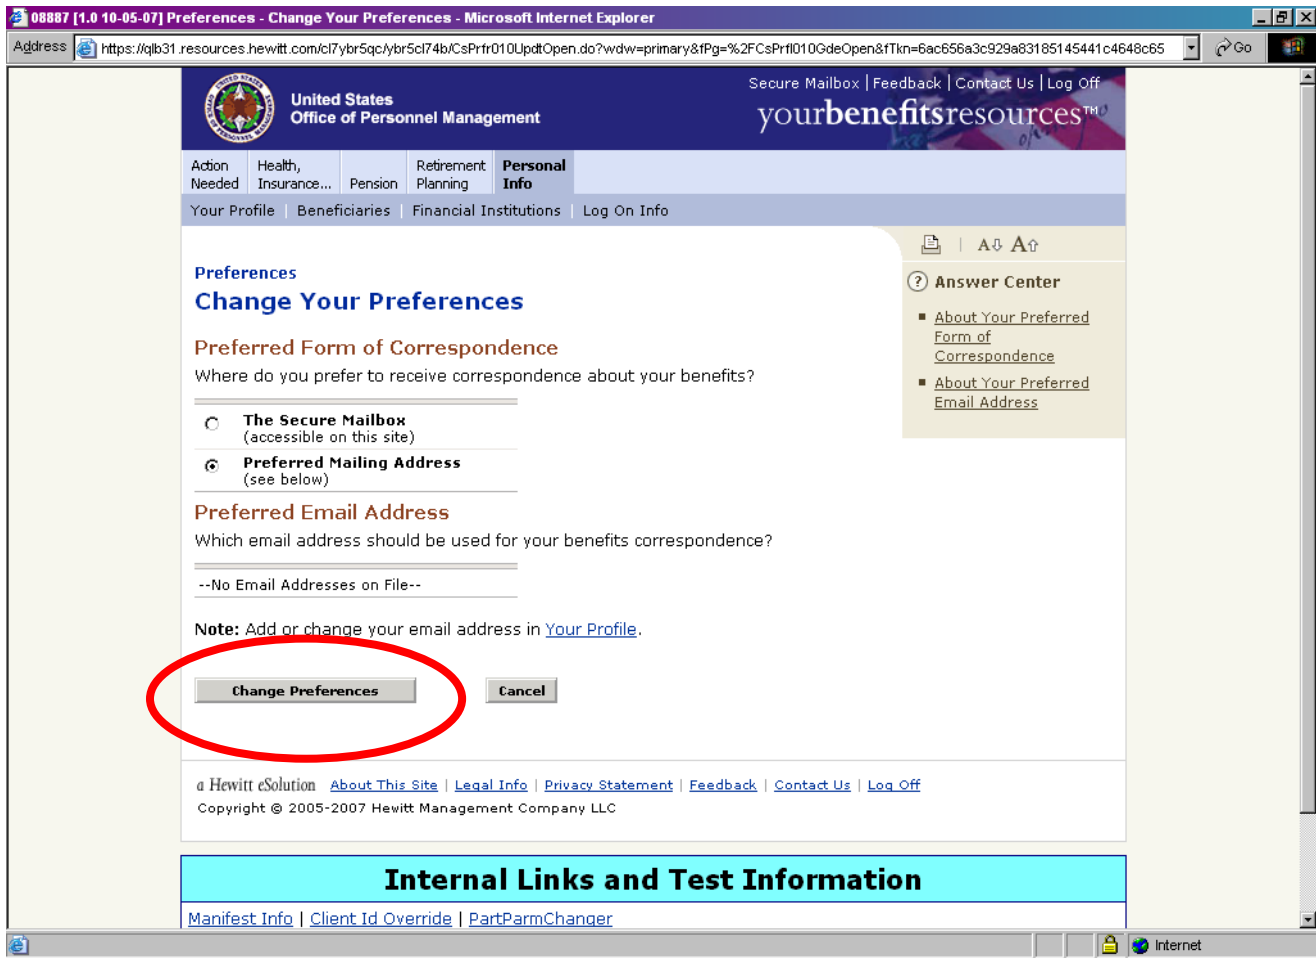 08887 [1.0 10-05-07] Preferences - Change Your Preferences - Microsoft Internet Explorer
Address https://qlb31.resources.hewitt.com/cl7ybr5qc/ybr5cl74b/CsPrfr010UpdtOpen.do?wdw=primary&fPg=%2FCsPrfl010GdeOpen&fTkn=6ac656a3c929a83185145441c4648c65 Go
Secure Mailbox | Feedback | Contact Us | Log Off
United States
Office of Personnel Management
yourbenefitsresources™
Action Needed
Health, Insurance...
Pension
Retirement Planning
Personal Info
Your Profile | Beneficiaries | Financial Institutions | Log On Info
A A
Preferences
Change Your Preferences
Preferred Form of Correspondence
Where do you prefer to receive correspondence about your benefits?
The Secure Mailbox
(accessible on this site)
Preferred Mailing Address
(see below)
Preferred Email Address
Which email address should be used for your benefits correspondence?
--No Email Addresses on File--
Note: Add or change your email address in Your Profile.
Change Preferences Cancel
? Answer Center
About Your Preferred
Form of
Correspondence
About Your Preferred
Email Address
a Hewitt eSolution About This Site | Legal Info | Privacy Statement | Feedback | Contact Us | Log Off
Copyright © 2005-2007 Hewitt Management Company LLC
Internal Links and Test Information
Manifest Info | Client Id Override | PartParmChanger
Internet